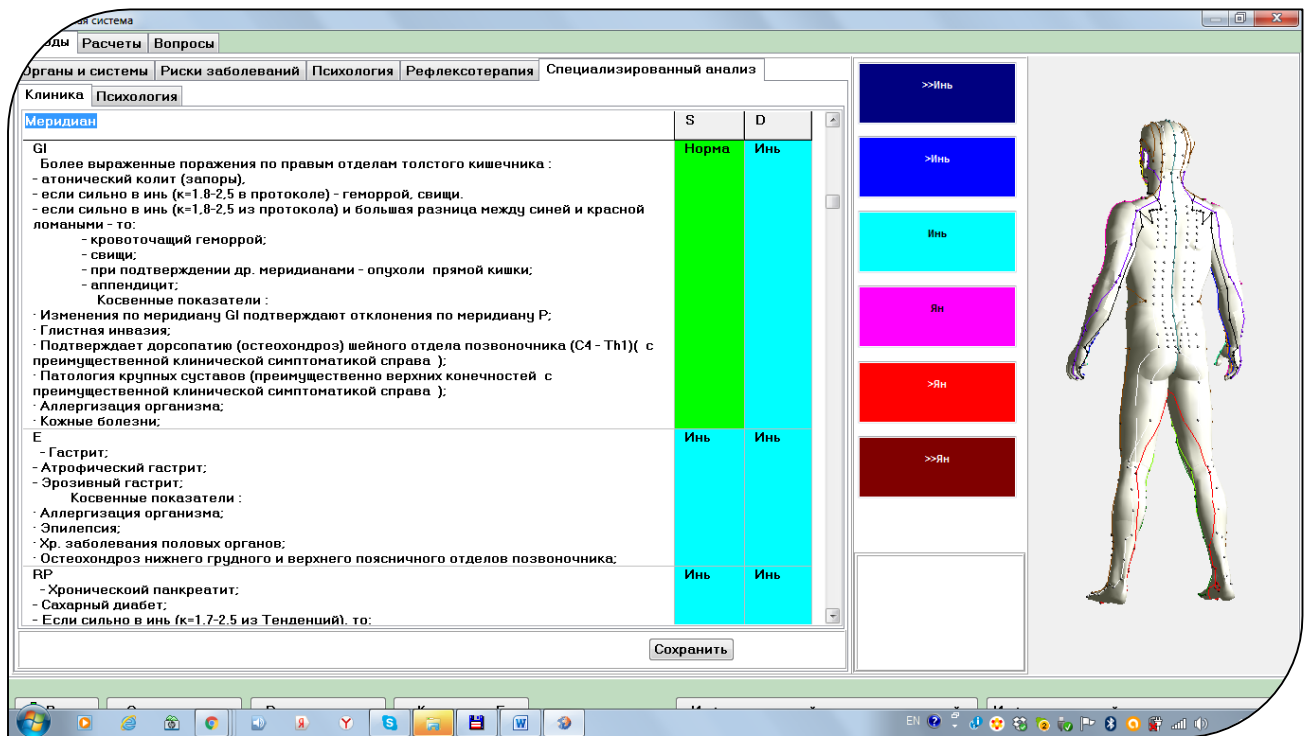 система
Расчеты Вопросы
Органы и системы Риски заболеваний Психология Рефлексотерапия Специализированный анализ
Клиника Психология
Меридиан S D
GI Норма Инь
Более выраженные поражения по правым отделам толстого кишечника :
- атонический колит (запоры),
- если сильно в инь (к=1.8-2,5 в протоколе) - геморрой, свищи.
- если сильно в инь (к=1,8-2,5 из протокола) и большая разница между синей и красной
ломаными - то:
- кровоточащий геморрой;
- свищи;
- при подтверждении др. меридианами - опухоли прямой кишки;
- аппендицит;
Косвенные показатели :
· Изменения по меридиану GI подтверждают отклонения по меридиану P;
· Глистная инвазия;
· Подтверждает дорсопатию (остеохондроз) шейного отдела позвоночника (C4 - Th1)( с
преимущественной клинической симптоматикой справа );
· Патология крупных суставов (преимущественно верхних конечностей с
преимущественной клинической симптоматикой справа );
· Аллергизация организма;
· Кожные болезни;
E Инь Инь
- Гастрит;
- Атрофический гастрит;
- Эрозивный гастрит;
Косвенные показатели :
· Аллергизация организма;
· Эпилепсия;
· Хр. заболевания половых органов;
· Остеохондроз нижнего грудного и верхнего поясничного отделов позвоночника;
RP Инь Инь
- Хроническоий панкреатит;
- Сахарный диабет;
- Если сильно в инь (к=1,7-2,5 из Тенденций), то:
Сохранить
>>Инь
>Инь
Инь
Ян
>Ян
>>Ян
EN